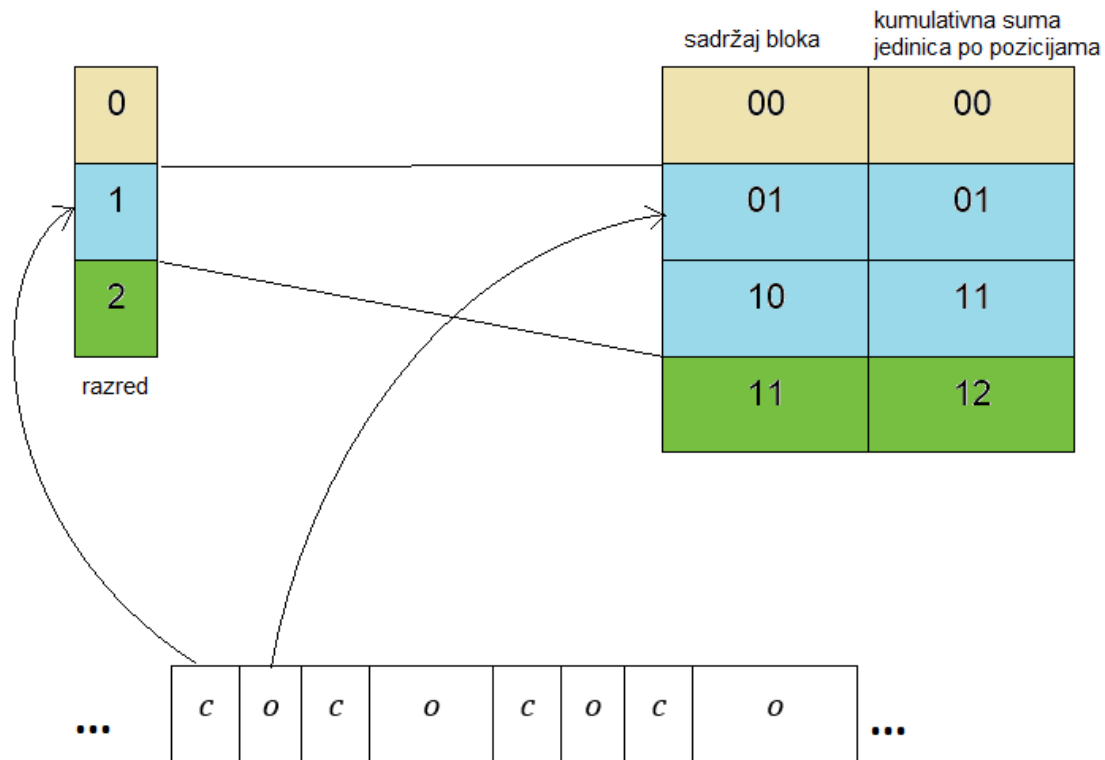 sadržaj bloka
kumulativna suma
jedinica po pozicijama
0
00
00
1
01
01
2
10
11
razred
11
12
... c o c o c o c o ...